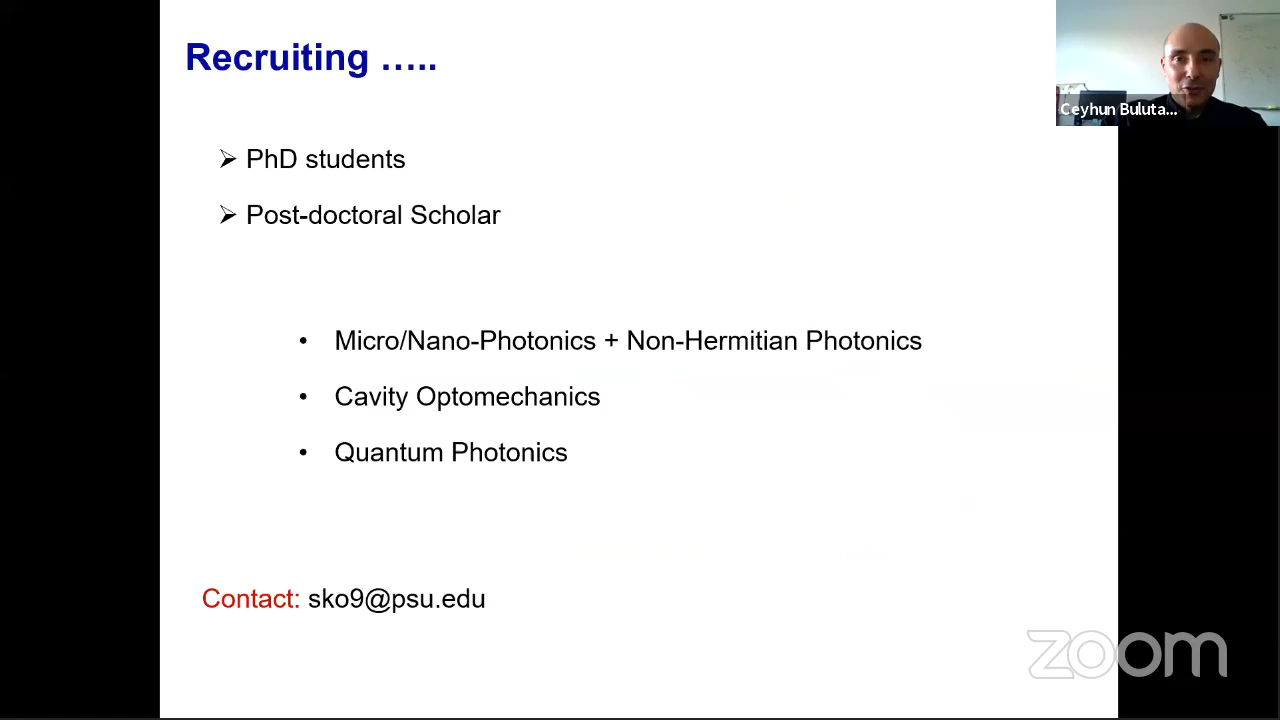 Recruiting …..
Ceyhun Buluta...
➢ PhD students
➢ Post-doctoral Scholar
• Micro/Nano-Photonics + Non-Hermitian Photonics
• Cavity Optomechanics
• Quantum Photonics
Contact: sko9@psu.edu
zoom